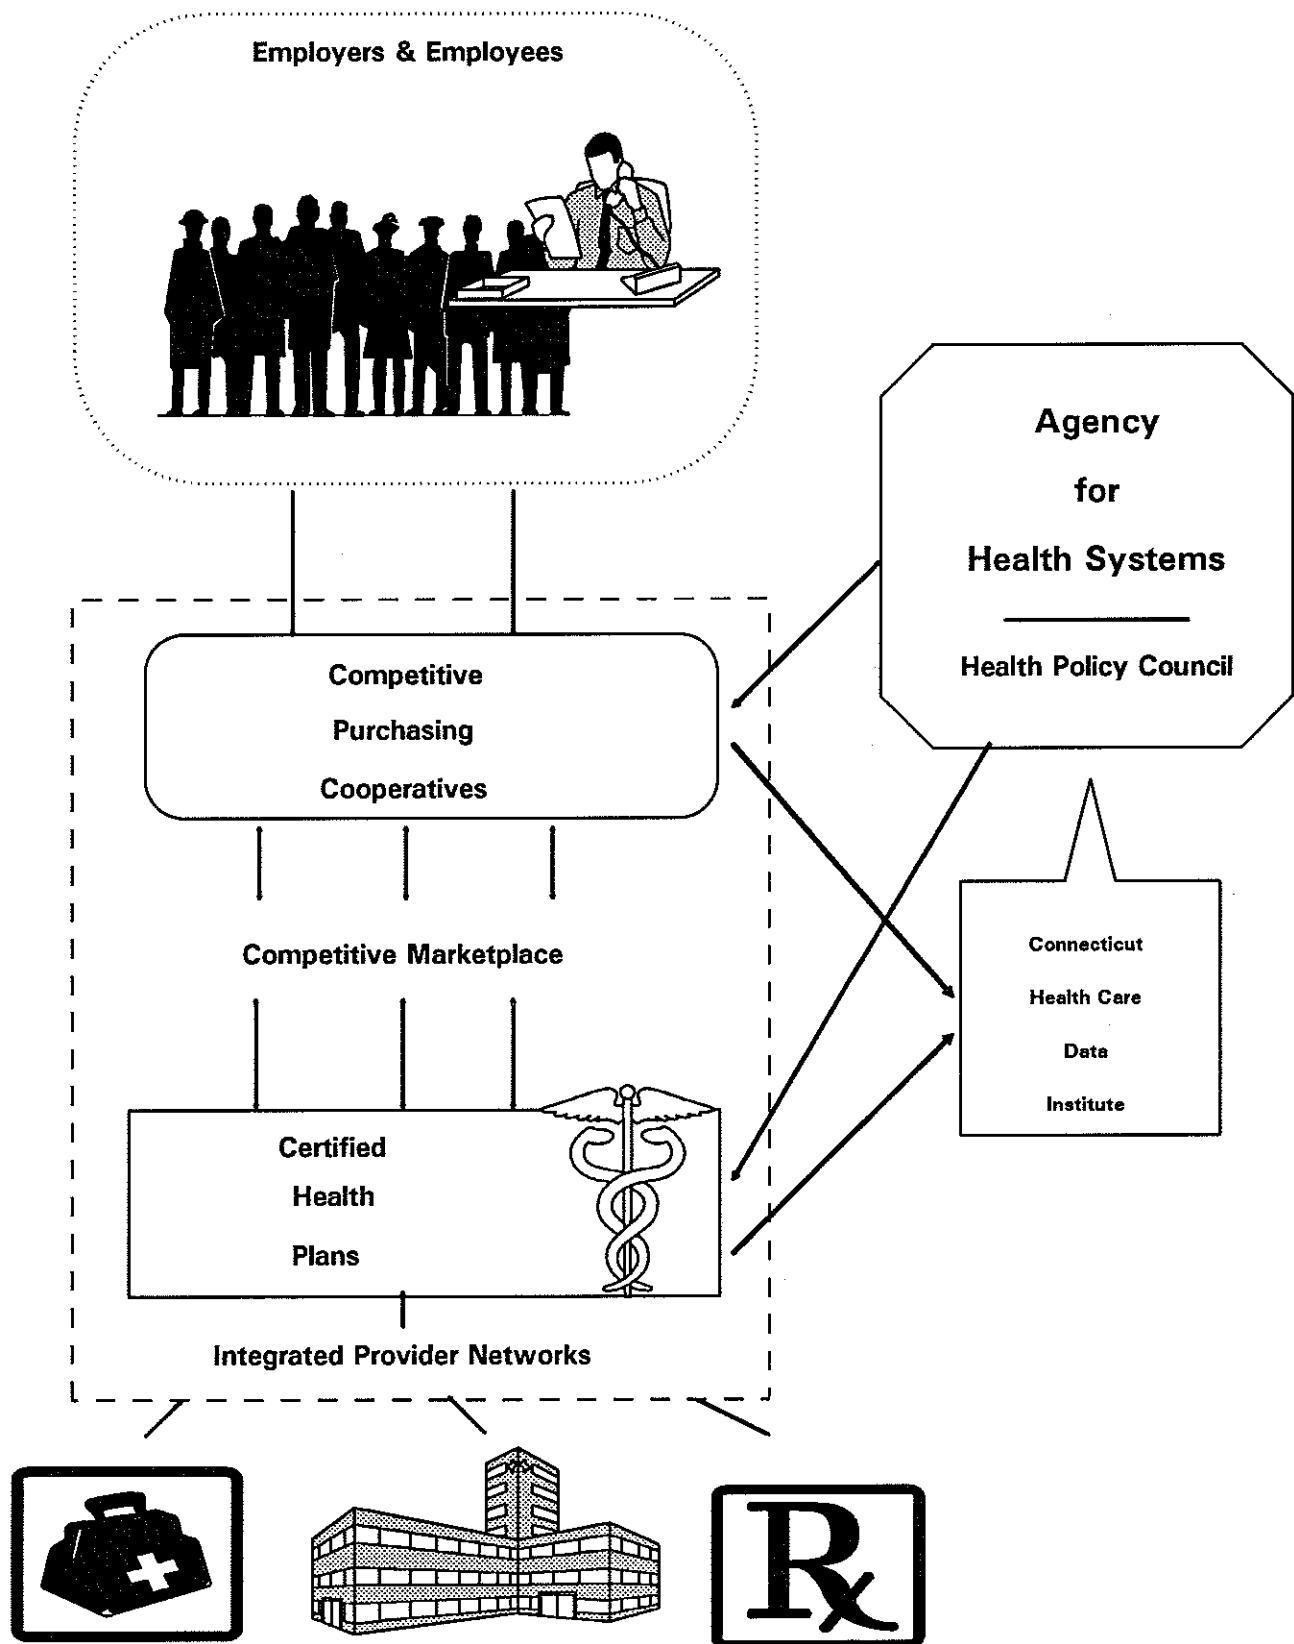 Employers & Employees
Agency
for
Health Systems
Health Policy Council
Competitive
Purchasing
Cooperatives
Competitive Marketplace
Connecticut
Health Care
Data
Institute
Certified
Health
Plans
Integrated Provider Networks
Rx